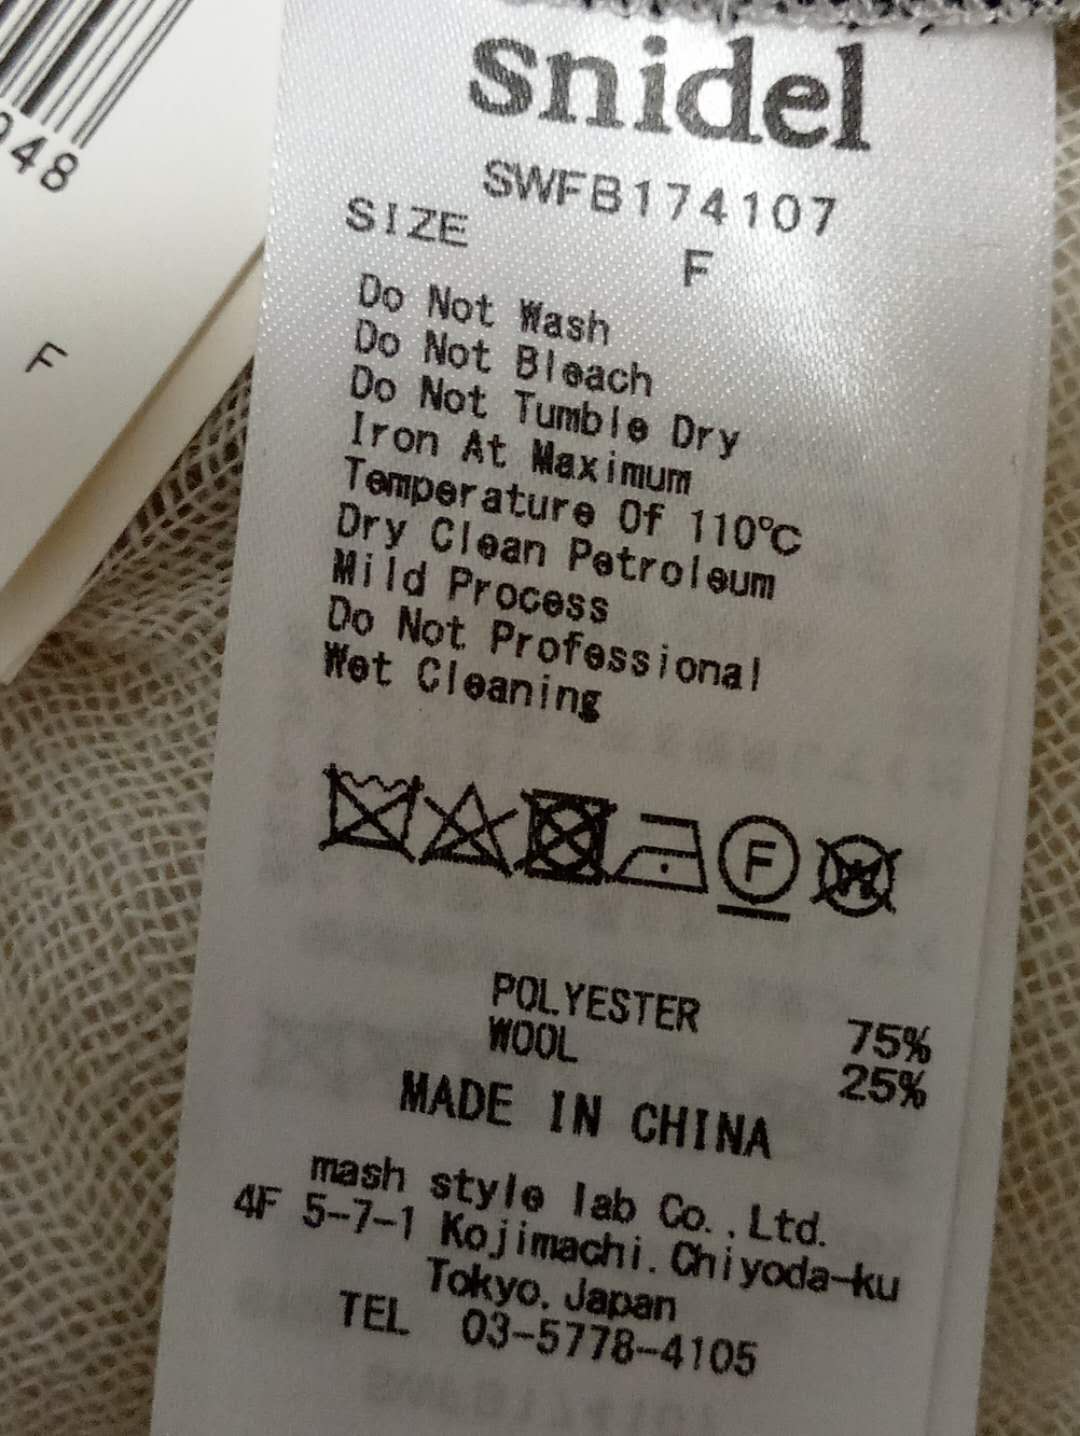 948
F
snidel
SWFB174107
SIZE F
Do Not Wash
Do Not Bleach
Do Not Tumble Dry
Iron At Maximum
Temperature Of 110℃
Dry Clean Petroleum
Mild Process
Do Not Professional
Wet Cleaning
F W
POLYESTER 75%
WOOL 25%
MADE IN CHINA
mash style lab Co.,Ltd.
4F 5-7-1 Kojimachi.Chiyoda-ku
Tokyo.Japan
TEL 03-5778-4105